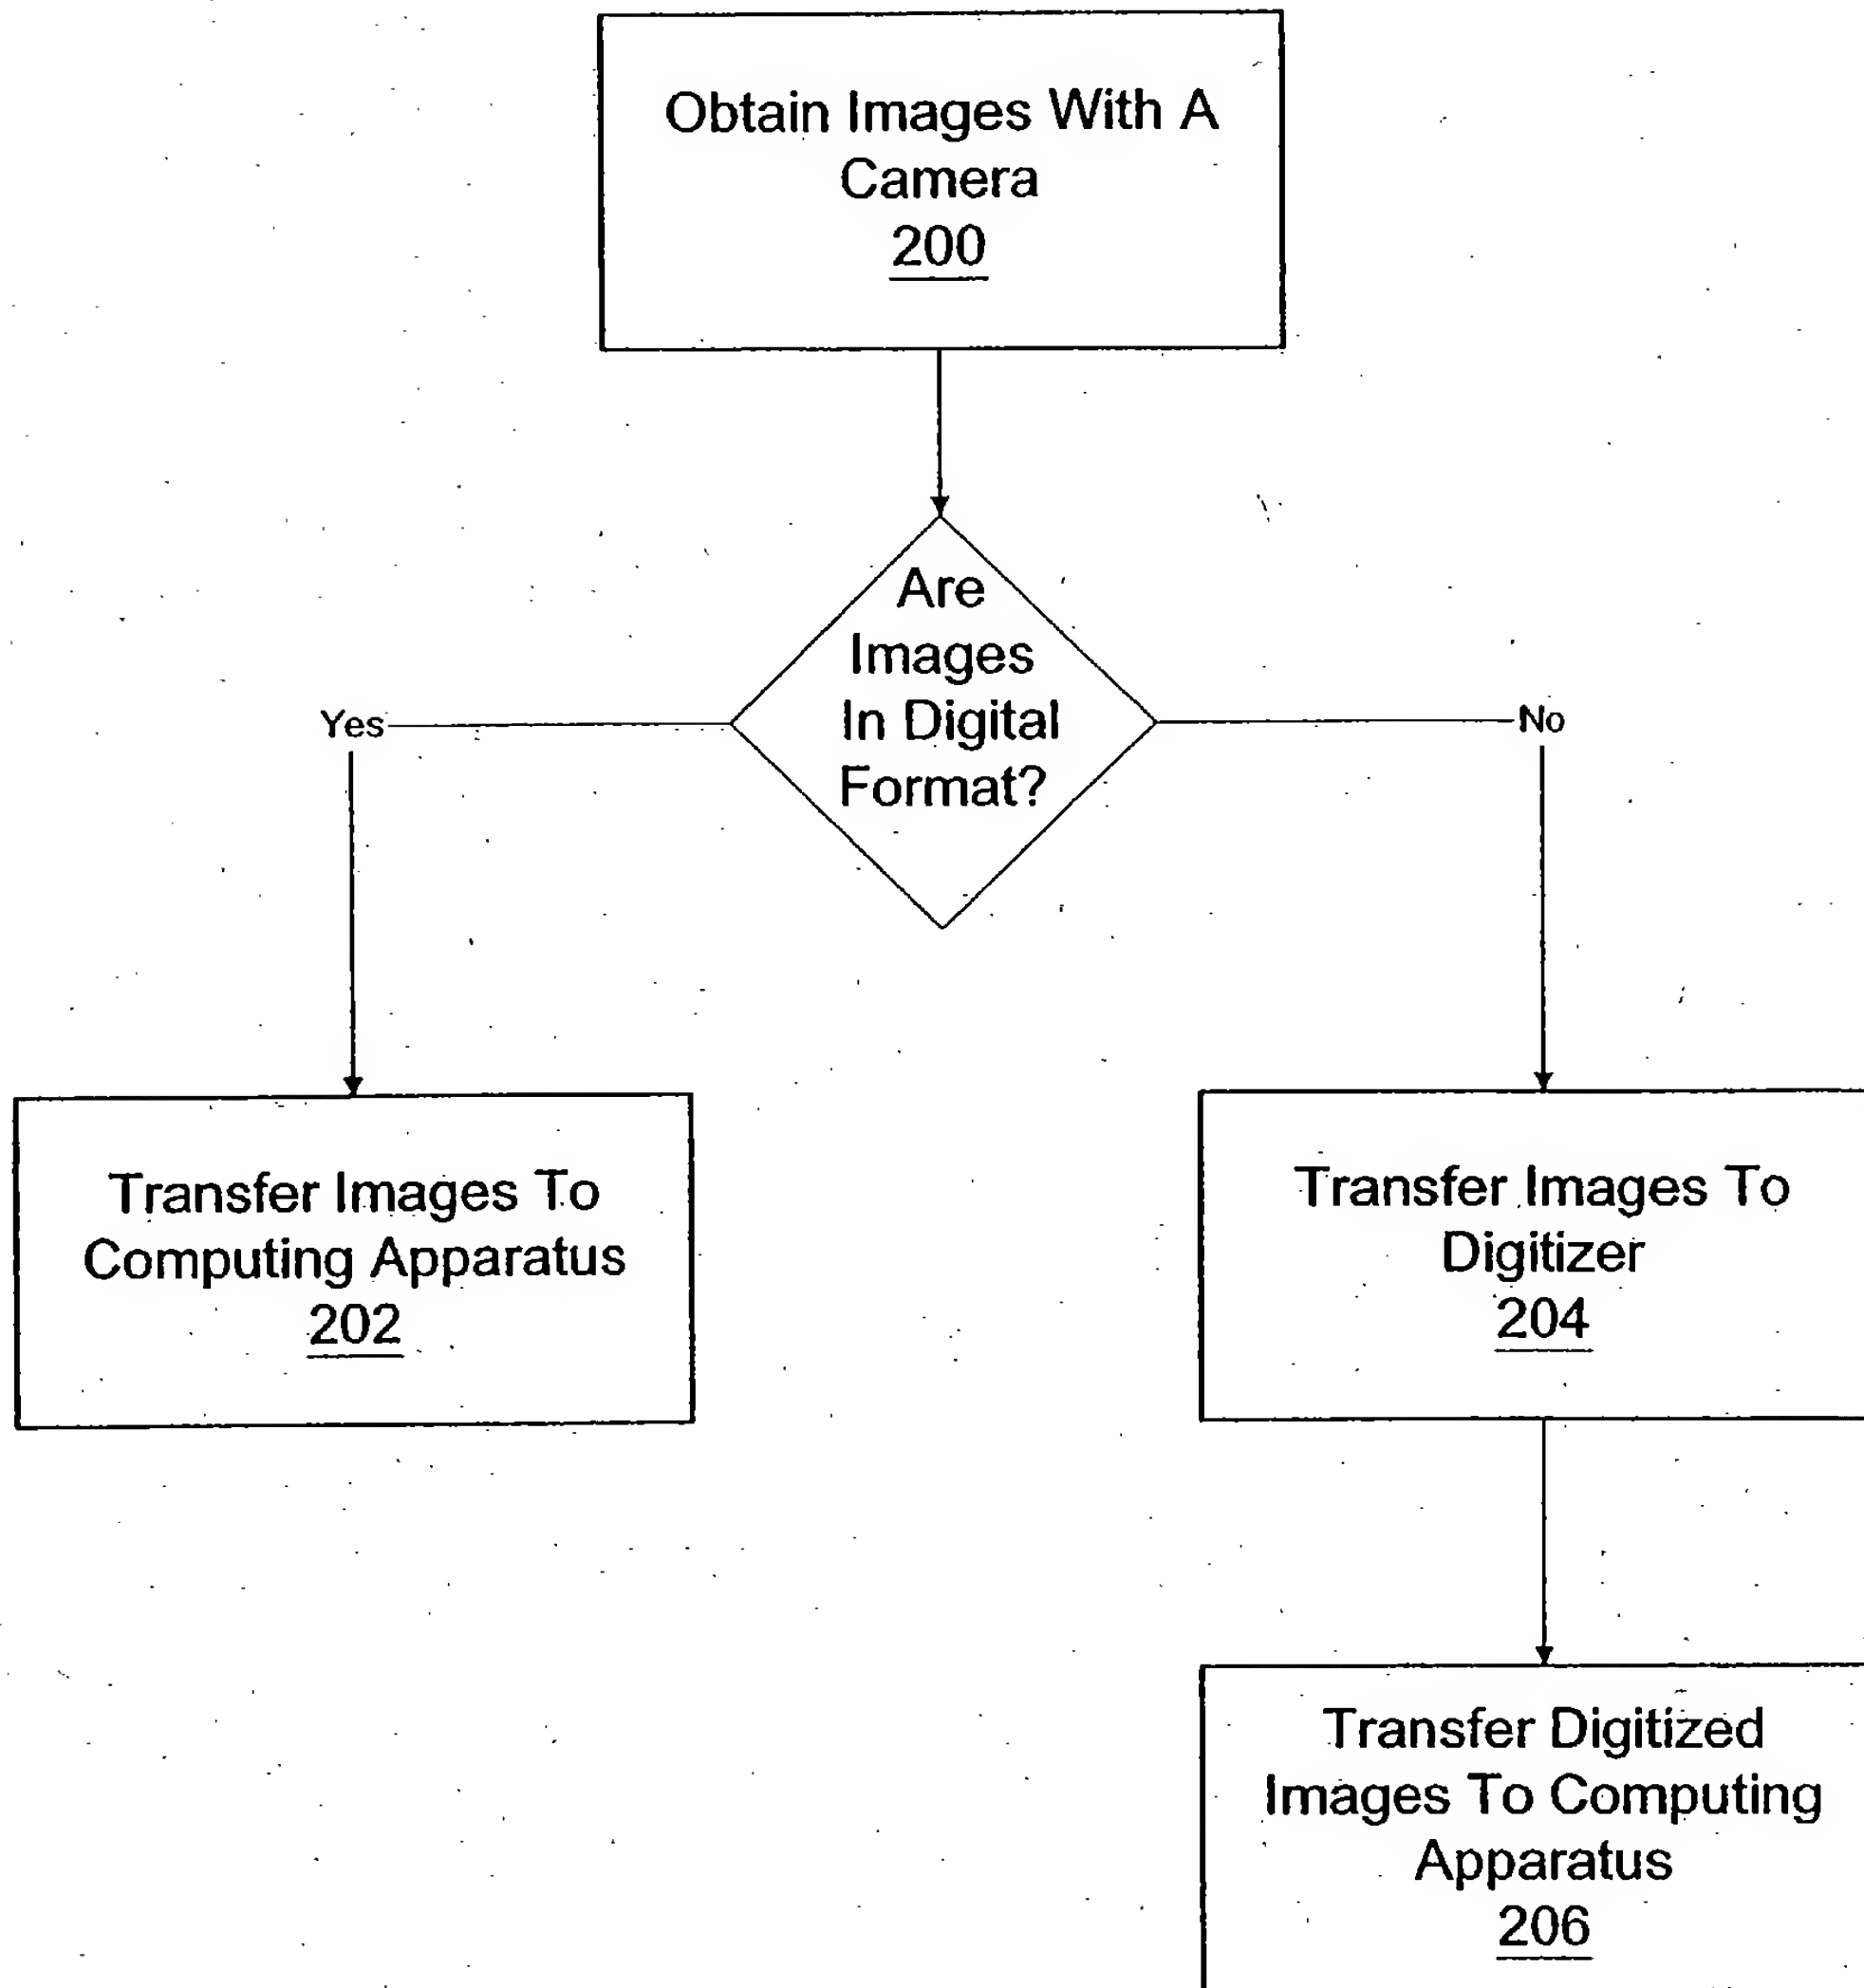 Obtain Images With A
Camera
200
Are
Images
In Digital
Format?
Yes
No
Transfer Images To
Computing Apparatus
202
Transfer Images To
Digitizer
204
Transfer Digitized
Images To Computing
Apparatus
206